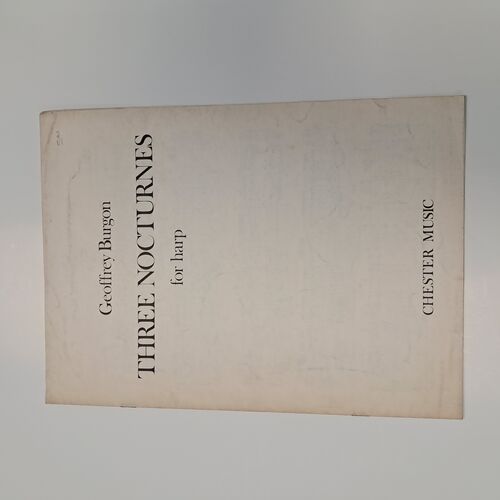 Geoffrey Burgon
THREE NOCTURNES
for harp
CHESTER MUSIC